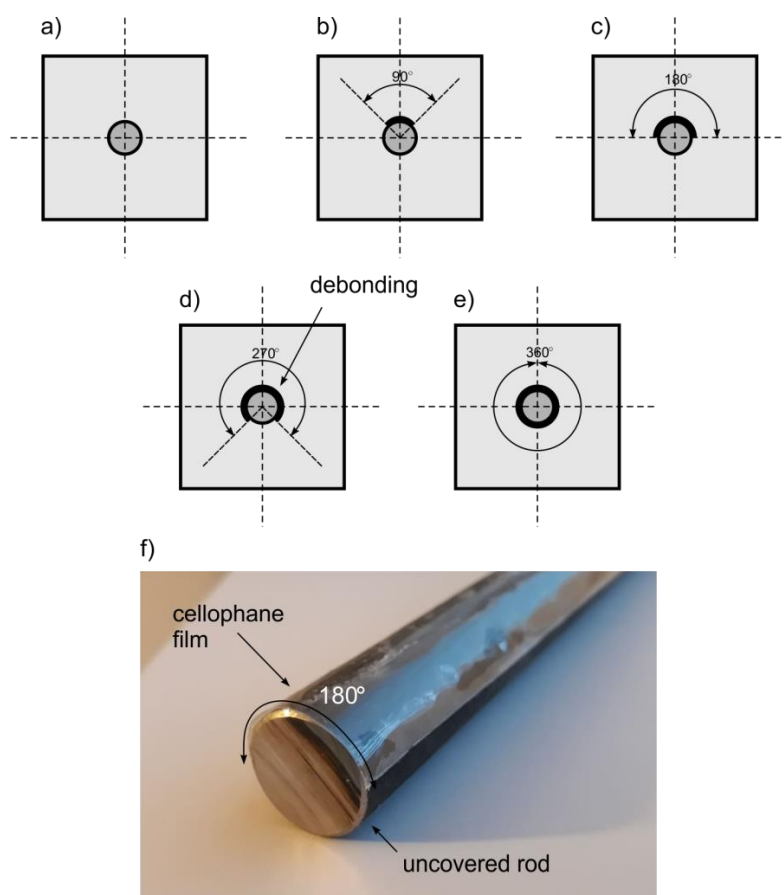 a)
b)
c)
90°
180°
d)
debonding
e)
270°
360°
f)
cellophane
film
180°
uncovered rod